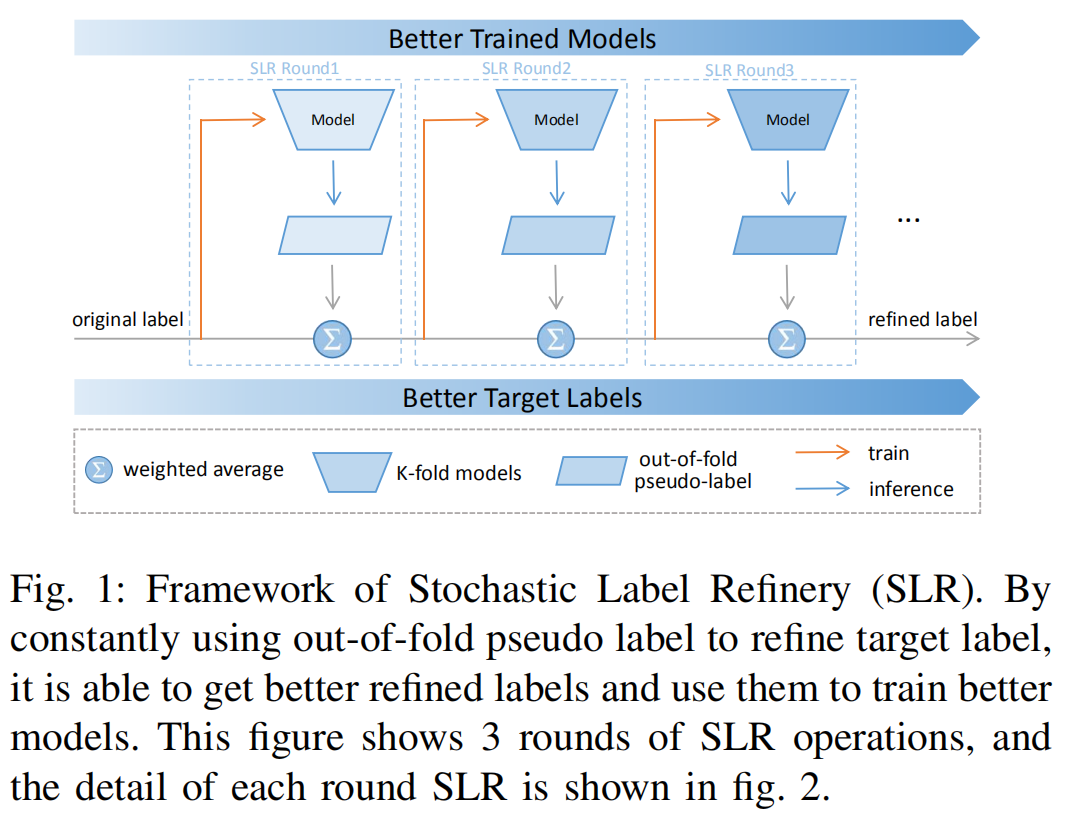 Better Trained Models
SLR Round1
SLR Round2
SLR Round3
Model
Model
Model
...
original label
Σ
Σ
Σ
refined label
Better Target Labels
Σ weighted average
K-fold models
out-of-fold
pseudo-label
train
inference
Fig. 1: Framework of Stochastic Label Refinery (SLR). By
constantly using out-of-fold pseudo label to refine target label,
it is able to get better refined labels and use them to train better
models. This figure shows 3 rounds of SLR operations, and
the detail of each round SLR is shown in fig. 2.